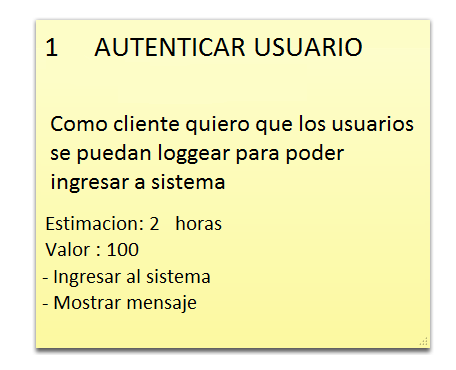 1 AUTENTICAR USUARIO
Como cliente quiero que los usuarios
se puedan loggear para poder
ingresar a sistema
Estimacion: 2 horas
Valor : 100
- Ingresar al sistema
- Mostrar mensaje